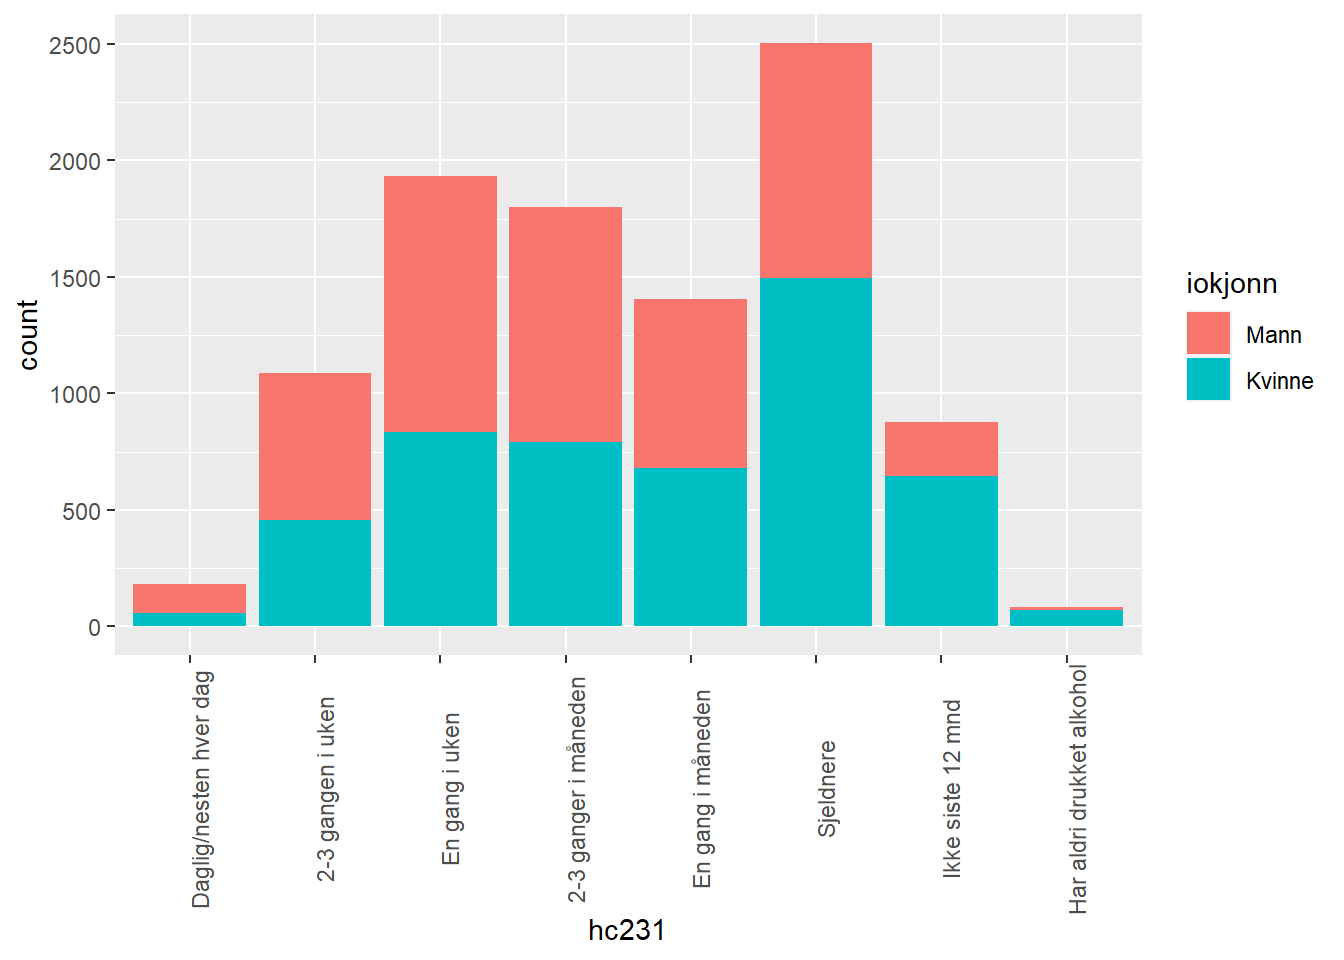 2500
2000
1500
1000
500
0
count
Daglig/nesten hver dag
2-3 gangen i uken
En gang i uken
2-3 ganger i måneden
En gang i måneden
Sjeldnere
Ikke siste 12 mnd
Har aldri drukket alkohol
hc231
iokjonn
Mann
Kvinne